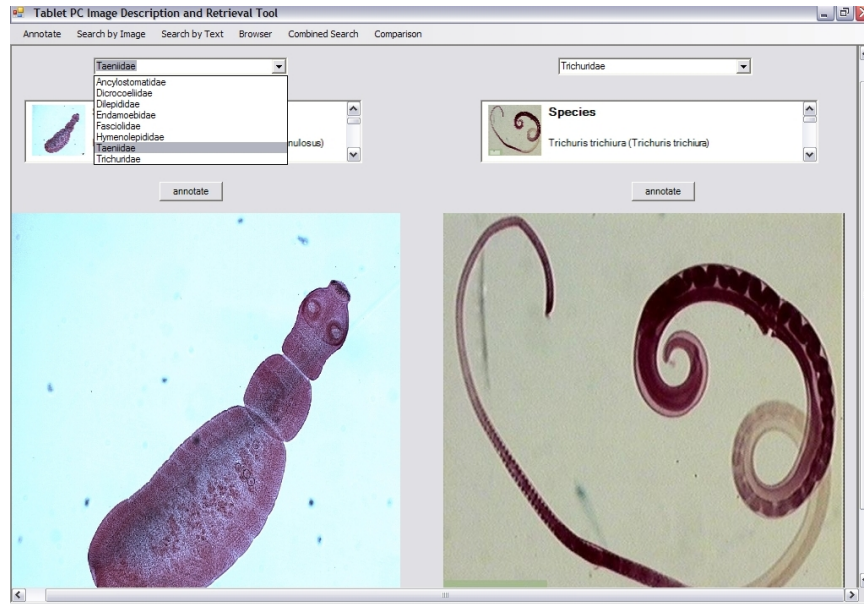 Tablet PC Image Description and Retrieval Tool
Annotate Search by Image Search by Text Browser Combined Search Comparison
Taeniidae
Ancylostomatidae
Dicrocoeliidae
Dilepididae
Endamoebidae
Fasciolidae
Hymenolepididae
Taeniidae
Trichuridae
nulosus)
annotate
Trichuridae
Species
Trichuris trichiura (Trichuris trichiura)
annotate